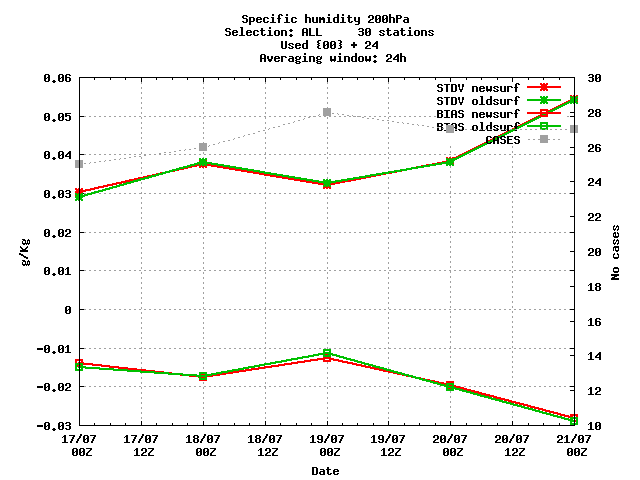 Specific humidity 200hPa
Selection: ALL     30 stations
Used {00} + 24
Averaging window: 24h
STDV newsurf
STDV oldsurf
BIAS newsurf
BIAS oldsurf
CASES
g/Kg
0.06
0.05
0.04
0.03
0.02
0.01
0
-0.01
-0.02
-0.03
30
28
26
24
22
20
18
16
14
12
10
No cases
17/07 17/07 18/07 18/07 19/07 19/07 20/07 20/07 21/07
00Z 12Z 00Z 12Z 00Z 12Z 00Z 12Z 00Z
Date